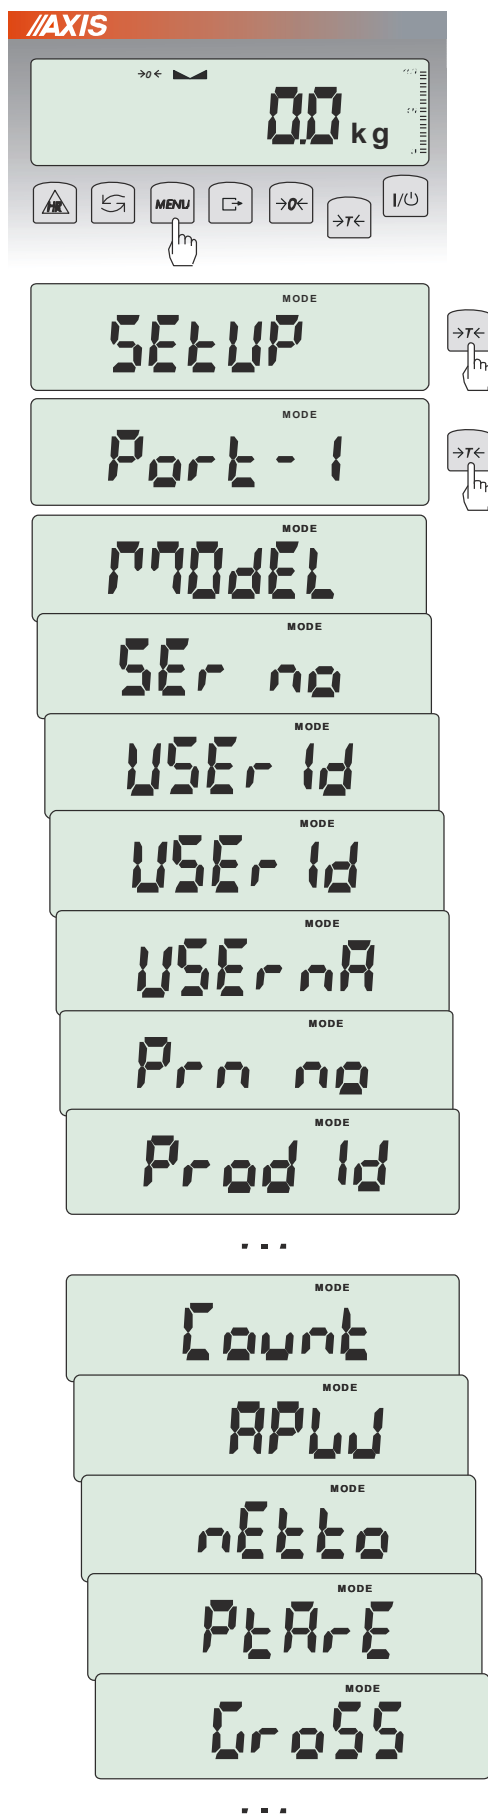 AXIS
→0←
0.0 kg
HR MENU →0← →T← I/⏻
MODE
SEtUP
→T←
MODE
Port-1
→T←
MODE
MOdEL
MODE
SEr no
MODE
USEr Id
MODE
USEr Id
MODE
USEr nA
MODE
Prn no
MODE
Prod Id
...
MODE
Count
MODE
APW
MODE
nEtto
MODE
PtArE
MODE
GroSS
...